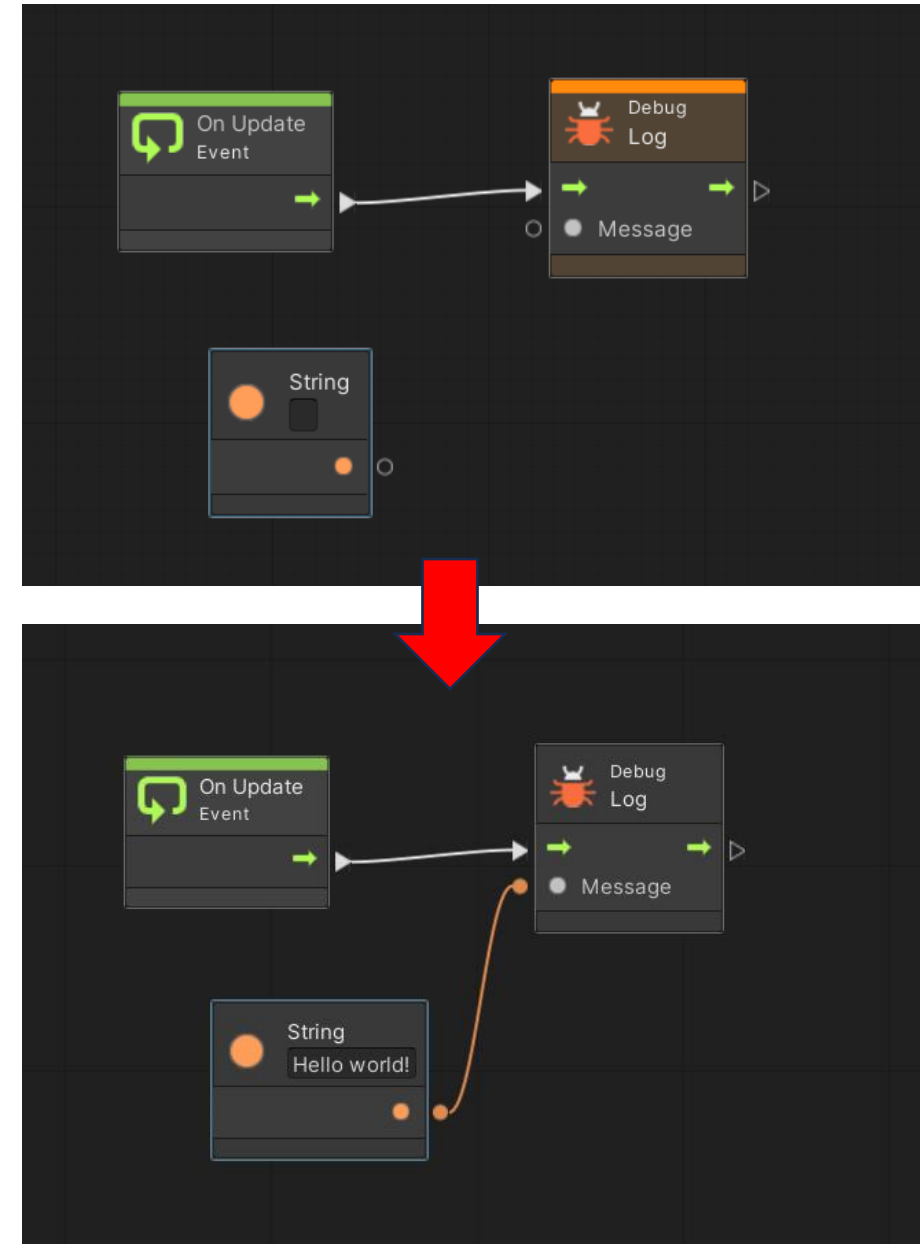 On Update
Event
Debug
Log
Message
String
On Update
Event
Debug
Log
Message
String
Hello world!